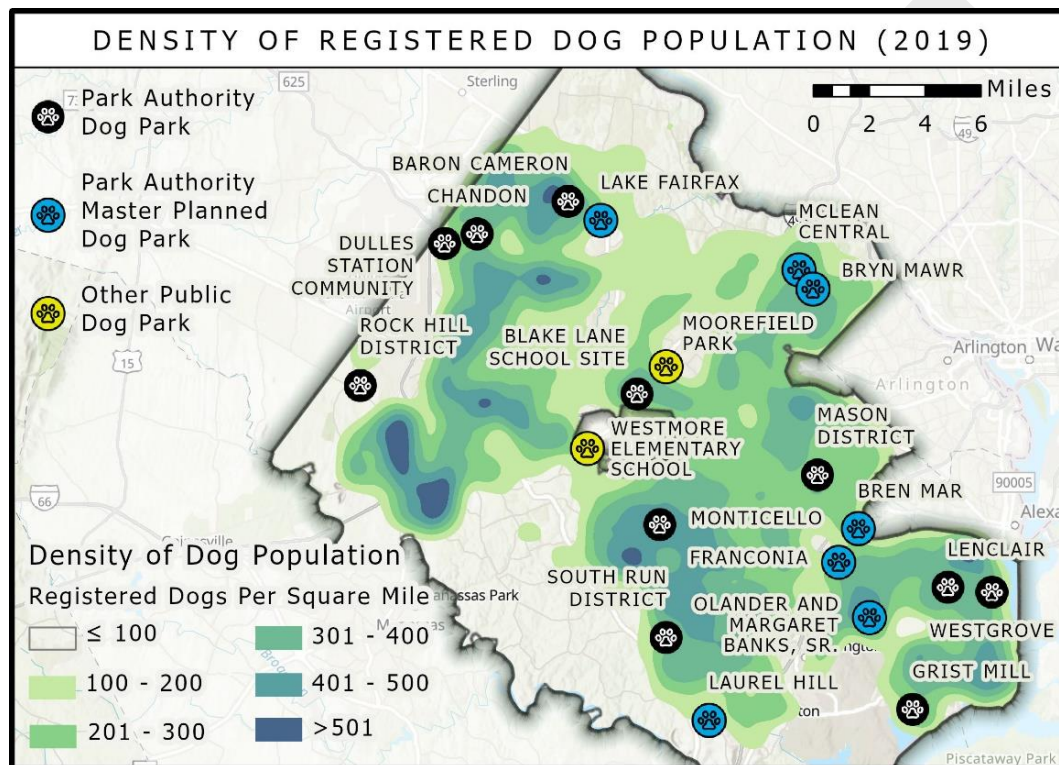 DENSITY OF REGISTERED DOG POPULATION (2019)
Park Authority
Dog Park
Park Authority
Master Planned
Dog Park
Other Public
Dog Park
Miles
0 2 4 6
625
Sterling
49
BARON CAMERON
CHANDON
LAKE FAIRFAX
DULLES
STATION
COMMUNITY
MCLEAN
CENTRAL
BRYN MAWR
Airport
ROCK HILL
DISTRICT
BLAKE LANE
SCHOOL SITE
MOOREFIELD
PARK
15
Arlington
Arlington
WESTMORE
ELEMENTARY
SCHOOL
MASON
DISTRICT
BREN MAR
66
90005
MONTICELLO
FRANCONIA
LENCLAIR
SOUTH RUN
DISTRICT
OLANDER AND
MARGARET
BANKS, SR.
WESTGROVE
GRIST MILL
LAUREL HILL
Density of Dog Population
Registered Dogs Per Square Mile
≤ 100
100 - 200
201 - 300
301 - 400
401 - 500
>501
Piscataway Park